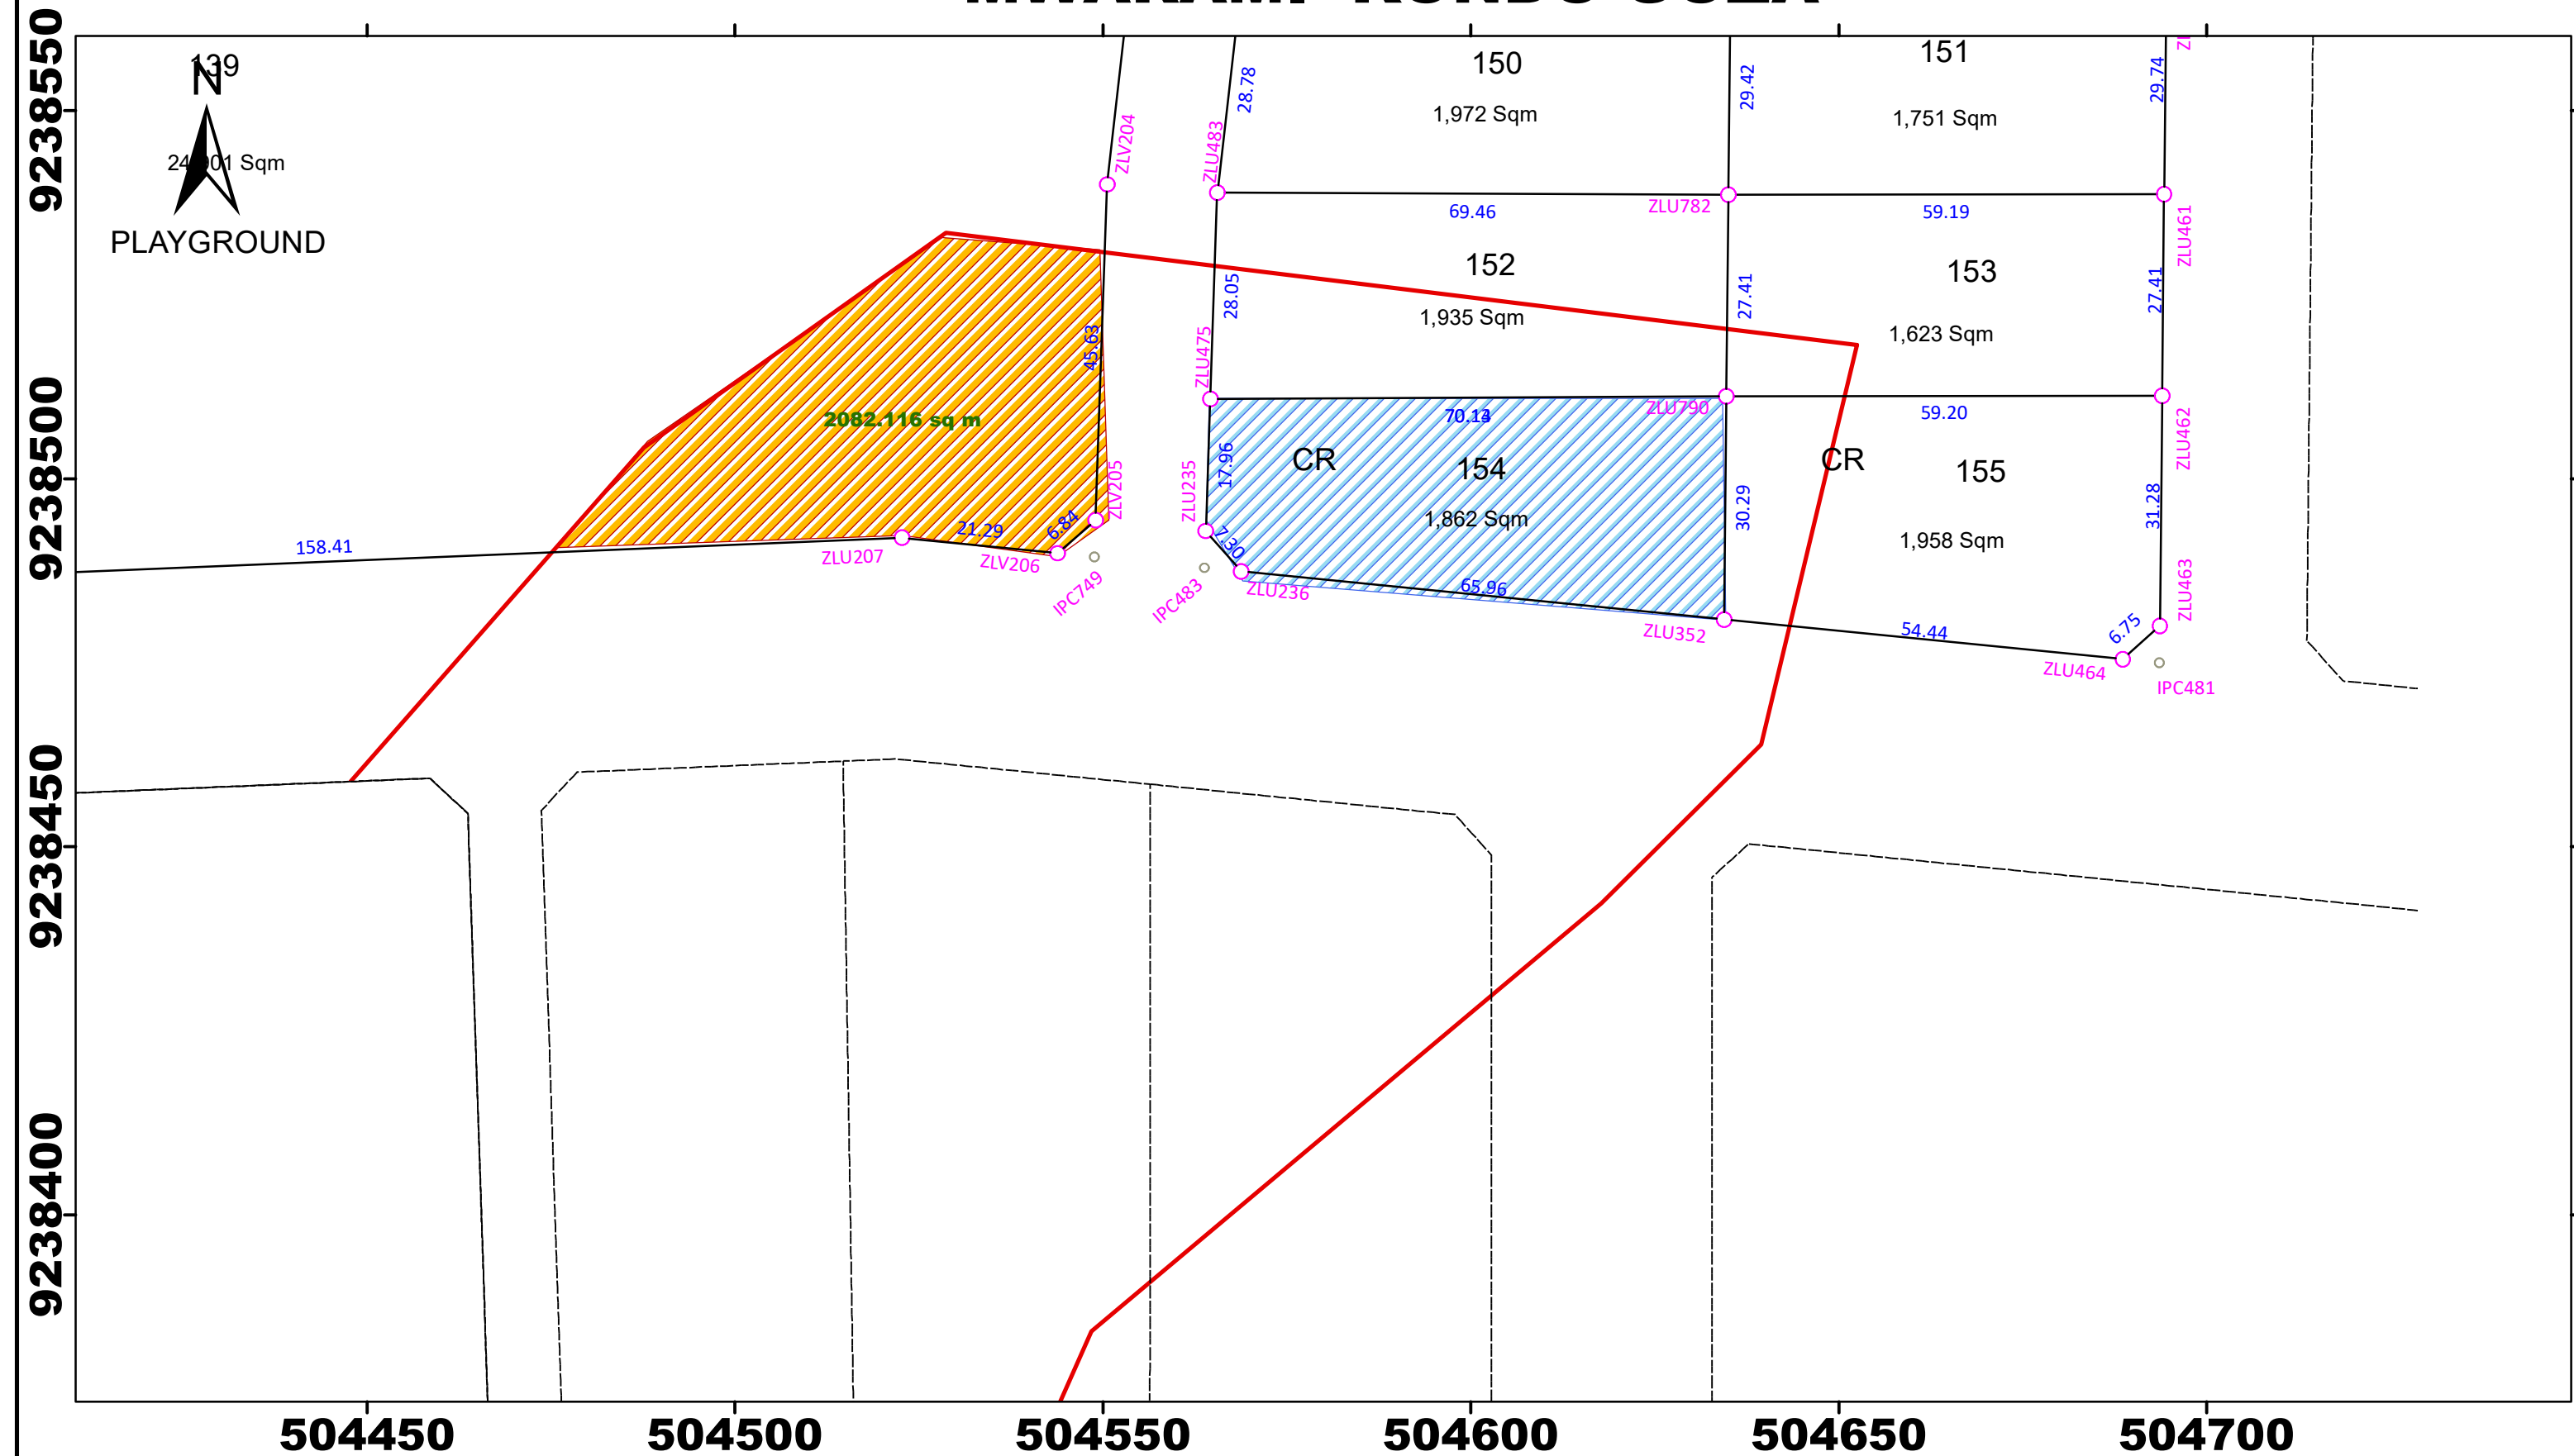 139
N
Sqm
PLAYGROUND
9238550
9238500
9238450
9238400
504450
504500
504550
504600
504650
504700
150
1,972 Sqm
151
1,751 Sqm
28.78
29.42
29.74
ZLV204
ZLU483
ZLU782
ZLU461
69.46
59.19
152
1,935 Sqm
153
1,623 Sqm
28.05
27.41
27.41
45.63
ZLU475
ZLU790
ZLU462
59.20
2082.116 sq m
CR
154
1,862 Sqm
CR
155
1,958 Sqm
17.96
30.29
31.28
ZLV205
ZLU235
158.41
21.29
6.84
7.30
ZLU207
ZLV206
IPC749
IPC483
ZLU236
65.96
ZLU352
54.44
6.75
ZLU463
ZLU464
IPC481